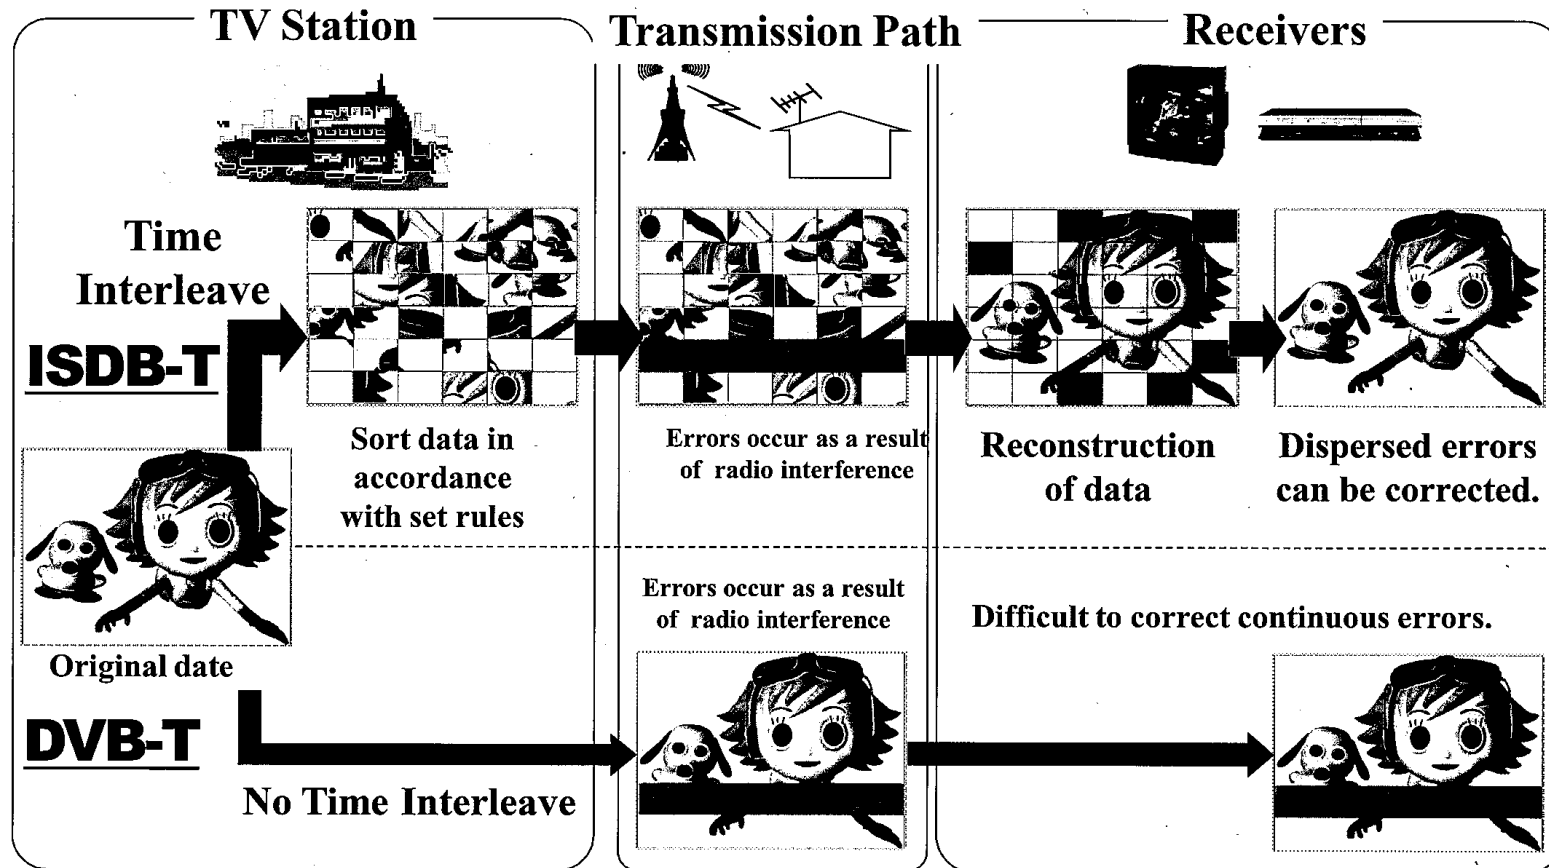 TV Station
Transmission Path
Receivers
Time
Interleave
ISDB-T
Sort data in
accordance
with set rules
Errors occur as a result
of radio interference
Reconstruction
of data
Dispersed errors
can be corrected.
Original date
DVB-T
No Time Interleave
Errors occur as a result
of radio interference
Difficult to correct continuous errors.